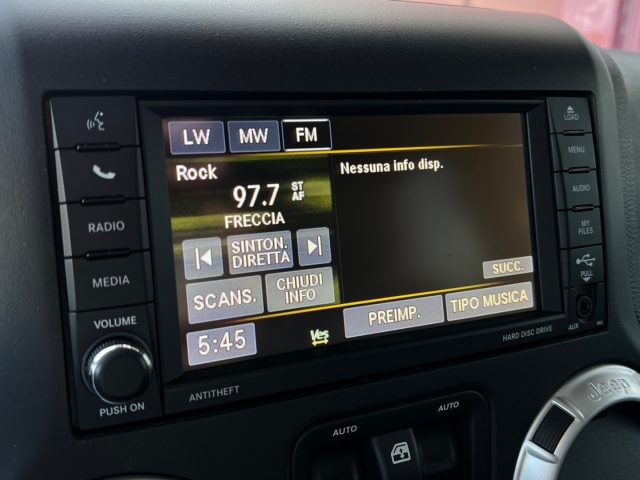 LW MW FM
Rock
97.7 ST AF
FRECCIA
SINTON. DIRETTA
SCANS.
CHIUDI INFO
5:45
Yes
Nessuna info disp.
SUCC.
PREIMP.
TIPO MUSICA
RADIO
MEDIA
VOLUME
PUSH ON
ANTITHEFT
HARD DISC DRIVE
LOAD
MENU
AUDIO
MY FILES
PULL
AUX
AUTO
AUTO
Jeep